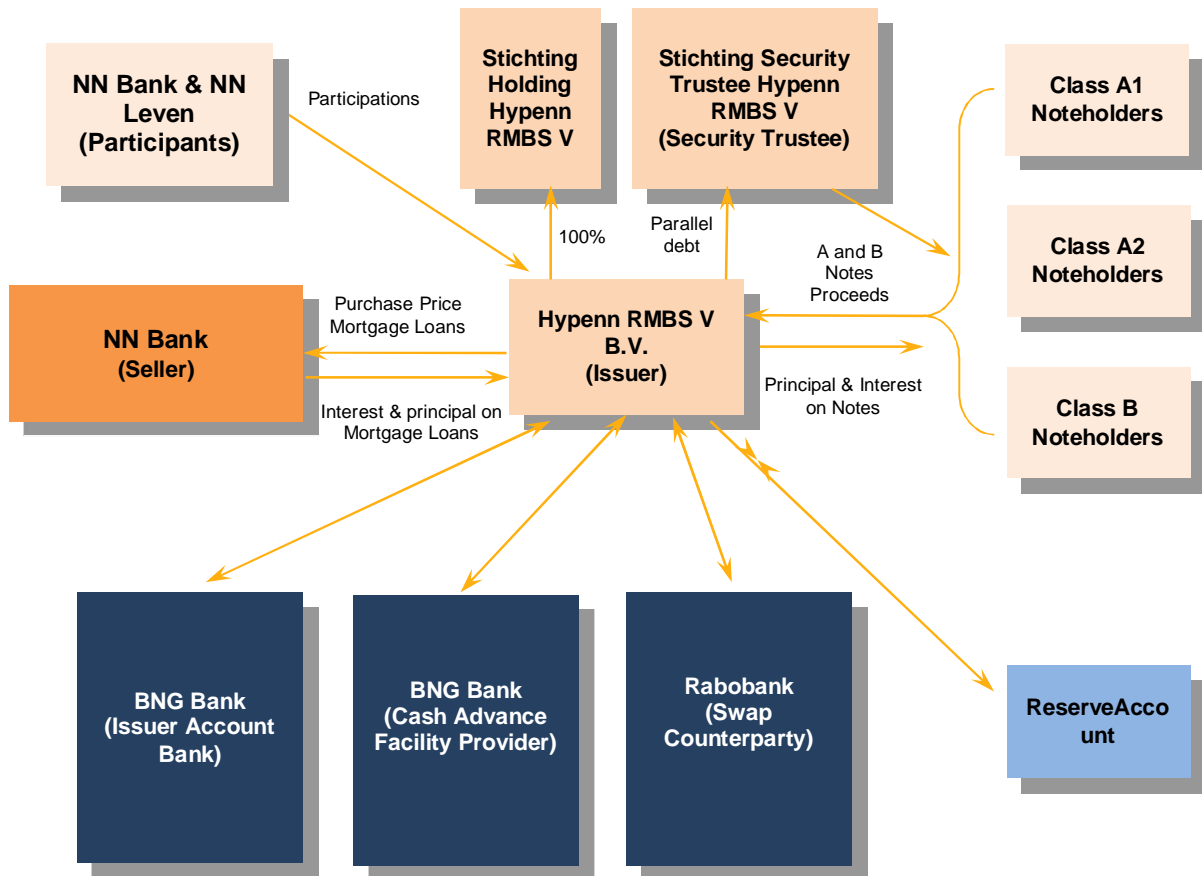 NN Bank & NN
Leven
(Participants)
Participations
Stichting
Holding
Hypenn
RMBS V
Stichting Security
Trustee Hypenn
RMBS V
(Security Trustee)
Class A1
Noteholders
100%
Parallel
debt
A and B
Notes
Proceeds
Class A2
Noteholders
NN Bank
(Seller)
Purchase Price
Mortgage Loans
Interest & principal on
Mortgage Loans
Hypenn RMBS V
B.V.
(Issuer)
Principal & Interest
on Notes
Class B
Noteholders
BNG Bank
(Issuer Account
Bank)
BNG Bank
(Cash Advance
Facility Provider)
Rabobank
(Swap
Counterparty)
ReserveAcco
unt